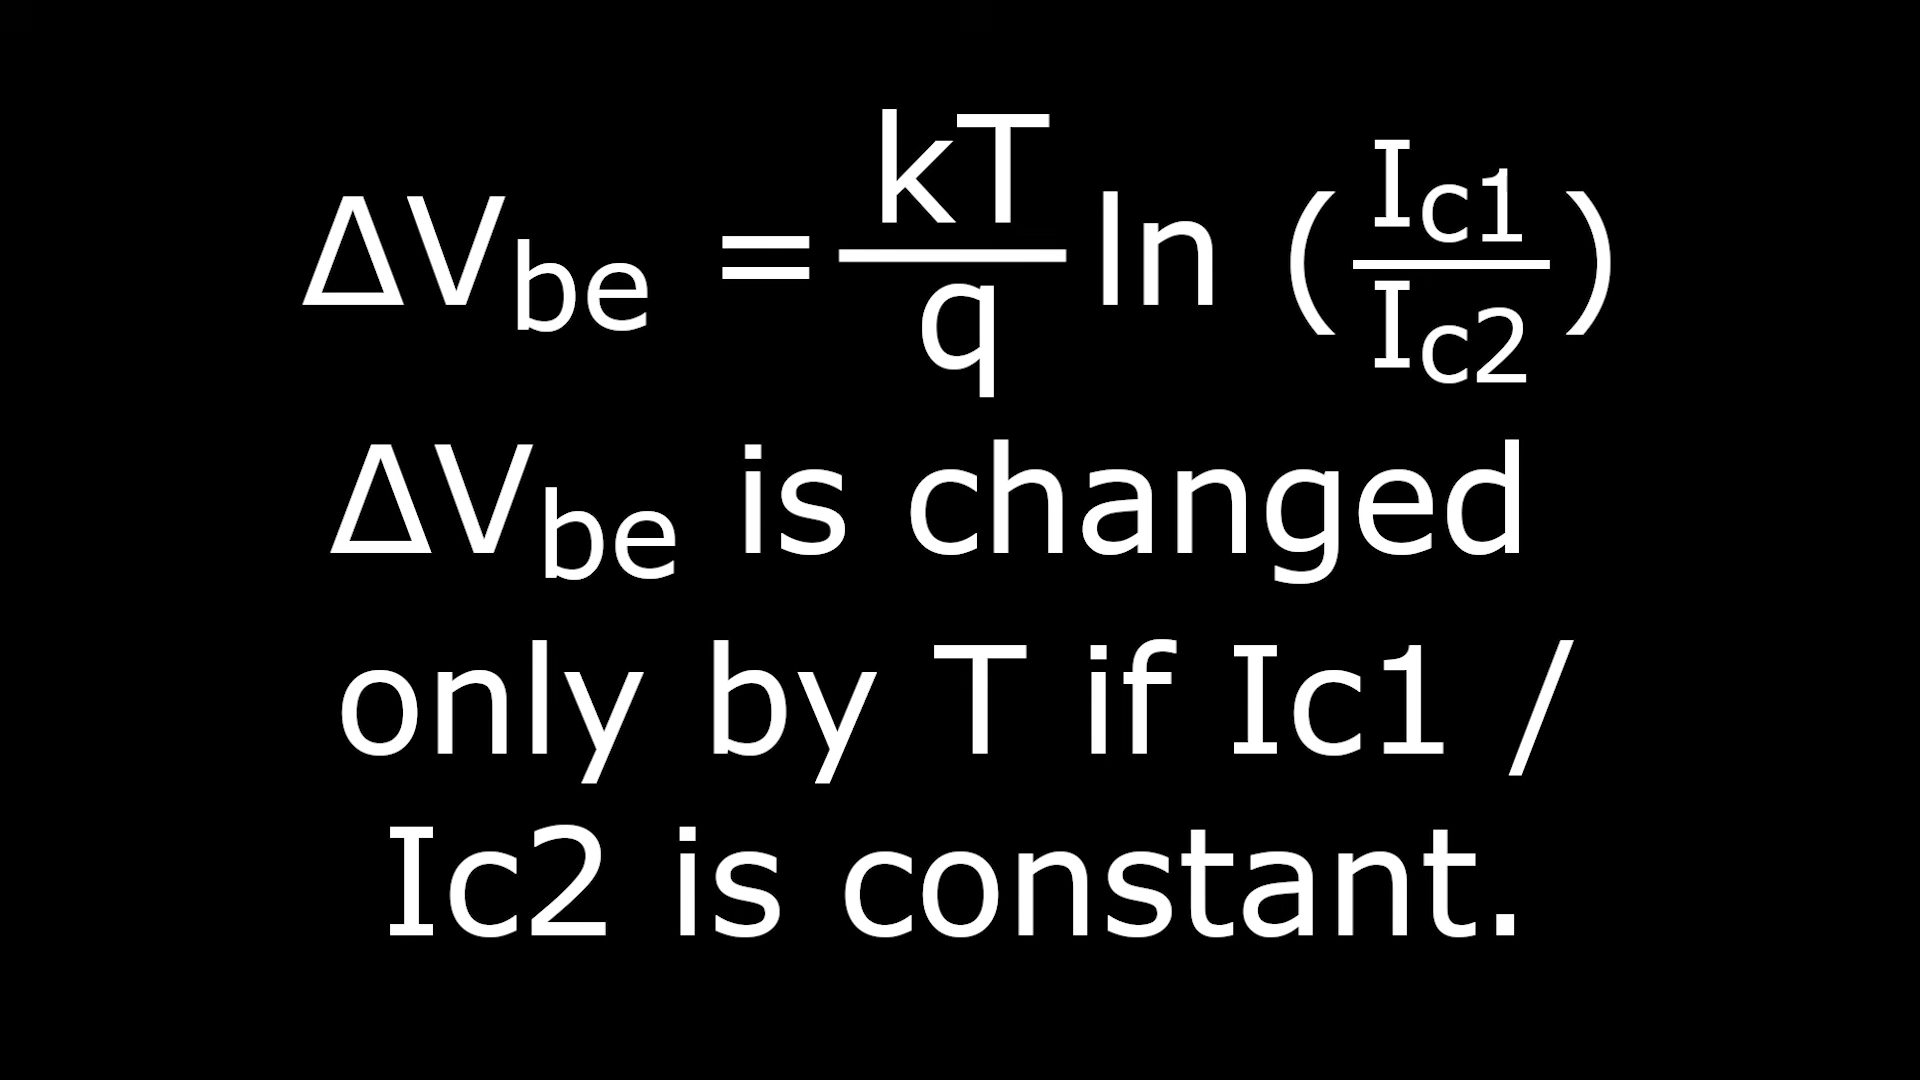 ΔVbe = kT/q ln (Ic1/Ic2)
ΔVbe is changed
only by T if Ic1 /
Ic2 is constant.